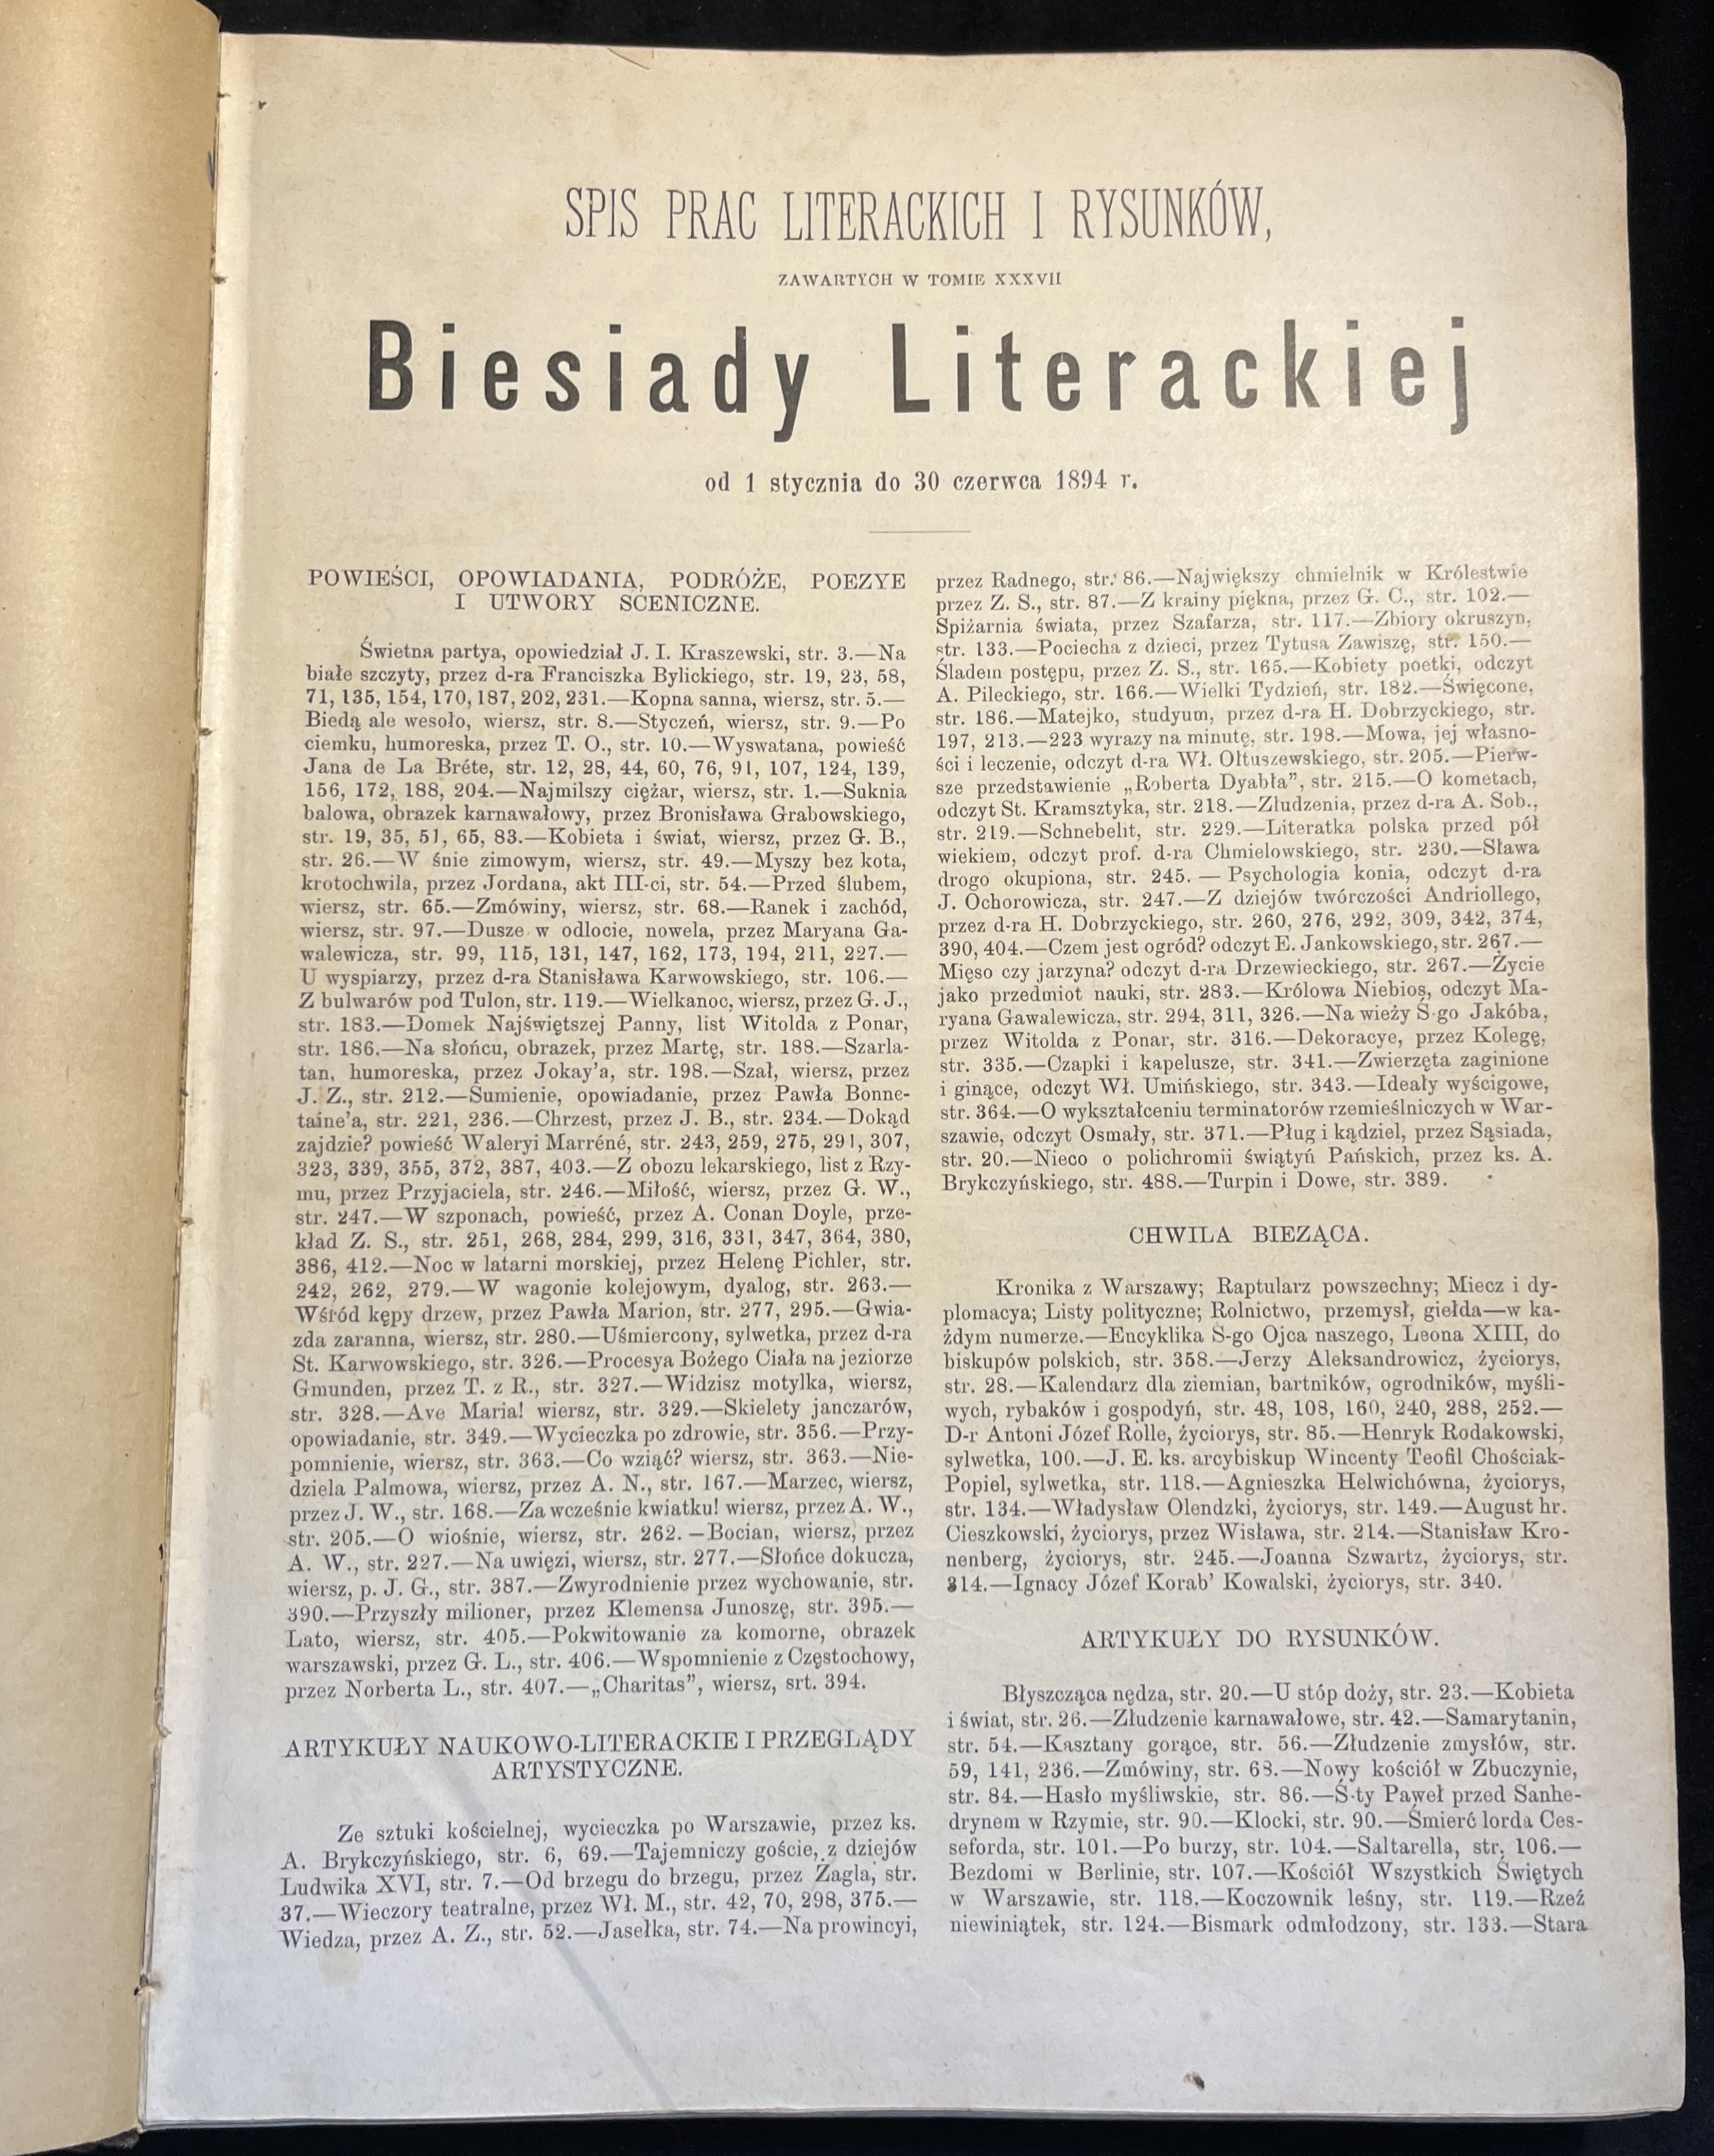 SPIS PRAC LITERACKICH I RYSUNKÓW,
ZAWARTYCH W TOMIE XXXVII
Biesiady Literackiej
od 1 stycznia do 30 czerwca 1894 r.
POWIEŚCI, OPOWIADANIA, PODRÓŻE, POEZYE
I UTWORY SCENICZNE.
Świetna partya, opowiedział J. I. Kraszewski, str. 3.—Na
białe szczyty, przez d-ra Franciszka Bylickiego, str. 19, 23, 58,
71, 135, 154, 170, 187, 202, 231.—Kopna sanna, wiersz, str. 5.—
Biedą ale wesoło, wiersz, str. 8.—Styczeń, wiersz, str. 9.—Po
ciemku, humoreska, przez T. O., str. 10.—Wyswatana, powieść
Jana de La Bréte, str. 12, 28, 44, 60, 76, 91, 107, 124, 139,
156, 172, 188, 204.—Najmilszy ciężar, wiersz, str. 1.—Suknia
balowa, obrazek karnawałowy, przez Bronisława Grabowskiego,
str. 19, 35, 51, 65, 83.—Kobieta i świat, wiersz, przez G. B.,
str. 26.—W śnie zimowym, wiersz, str. 49.—Myszy bez kota,
krotochwila, przez Jordana, akt III-ci, str. 54.—Przed ślubem,
wiersz, str. 65.—Zmówiny, wiersz, str. 68.—Ranek i zachód,
wiersz, str. 97.—Dusze w odlocie, nowela, przez Maryana Ga-
walewicza, str. 99, 115, 131, 147, 162, 173, 194, 211, 227.—
U wyspiarzy, przez d-ra Stanisława Karwowskiego, str. 106.—
Z bulwarów pod Tulon, str. 119.—Wielkanoc, wiersz, przez G. J.,
str. 183.—Domek Najświętszej Panny, list Witolda z Ponar,
str. 186.—Na słońcu, obrazek, przez Martę, str. 188.—Szarla-
tan, humoreska, przez Jokay'a, str. 198.—Szał, wiersz, przez
J. Z., str. 212.—Sumienie, opowiadanie, przez Pawła Bonne-
taine'a, str. 221, 236.—Chrzest, przez J. B., str. 234.—Dokąd
zajdzie? powieść Waleryi Marréné, str. 243, 259, 275, 291, 307,
323, 339, 355, 372, 387, 403.—Z obozu lekarskiego, list z Rzy-
mu, przez Przyjaciela, str. 246.—Miłość, wiersz, przez G. W.,
str. 247.—W szponach, powieść, przez A. Conan Doyle, prze-
kład Z. S., str. 251, 268, 284, 299, 316, 331, 347, 364, 380,
386, 412.—Noc w latarni morskiej, przez Helenę Pichler, str.
242, 262, 279.—W wagonie kolejowym, dyalog, str. 263.—
Wśród kępy drzew, przez Pawła Marion, str. 277, 295.—Gwia-
zda zaranna, wiersz, str. 280.—Uśmiercony, sylwetka, przez d-ra
St. Karwowskiego, str. 326.—Procesya Bożego Ciała na jeziorze
Gmunden, przez T. z R., str. 327.—Widzisz motylka, wiersz,
str. 328.—Ave Maria! wiersz, str. 329.—Skielety janczarów,
opowiadanie, str. 349.—Wycieczka po zdrowie, str. 356.—Przy-
pomnienie, wiersz, str. 363.—Co wziąć? wiersz, str. 363.—Nie-
dziela Palmowa, wiersz, przez A. N., str. 167.—Marzec, wiersz,
przez J. W., str. 168.—Za wcześnie kwiatku! wiersz, przez A. W.,
str. 205.—O wiośnie, wiersz, str. 262.—Bocian, wiersz, przez
A. W., str. 227.—Na uwięzi, wiersz, str. 277.—Słońce dokucza,
wiersz, p. J. G., str. 387.—Zwyrodnienie przez wychowanie, str.
390.—Przyszły milioner, przez Klemensa Junoszę, str. 395.—
Lato, wiersz, str. 405.—Pokwitowanie za komorne, obrazek
warszawski, przez G. L., str. 406.—Wspomnienie z Częstochowy,
przez Norberta L., str. 407.—„Charitas”, wiersz, srt. 394.
ARTYKUŁY NAUKOWO-LITERACKIE I PRZEGLĄDY
ARTYSTYCZNE.
Ze sztuki kościelnej, wycieczka po Warszawie, przez ks.
A. Brykczyńskiego, str. 6, 69.—Tajemniczy goście, z dziejów
Ludwika XVI, str. 7.—Od brzegu do brzegu, przez Żagla, str.
37.—Wieczory teatralne, przez Wł. M., str. 42, 70, 298, 375.—
Wiedza, przez A. Z., str. 52.—Jasełka, str. 74.—Na prowincyi,
przez Radnego, str. 86.—Największy chmielnik w Królestwie
przez Z. S., str. 87.—Z krainy piękna, przez G. C., str. 102.—
Spiżarnia świata, przez Szafarza, str. 117.—Zbiory okruszyn,
str. 133.—Pociecha z dzieci, przez Tytusa Zawiszę, str. 150.—
Śladem postępu, przez Z. S., str. 165.—Kobiety poetki, odczyt
A. Pileckiego, str. 166.—Wielki Tydzień, str. 182.—Święcone,
str. 186.—Matejko, studyum, przez d-ra H. Dobrzyckiego, str.
197, 213.—223 wyrazy na minutę, str. 198.—Mowa, jej własno-
ści i leczenie, odczyt d-ra Wł. Ołtuszewskiego, str. 205.—Pierw-
sze przedstawienie „Roberta Dyabła”, str. 215.—O kometach,
odczyt St. Kramsztyka, str. 218.—Złudzenia, przez d-ra A. Sob.,
str. 219.—Schnebelit, str. 229.—Literatka polska przed pół
wiekiem, odczyt prof. d-ra Chmielowskiego, str. 230.—Sława
drogo okupiona, str. 245.—Psychologia konia, odczyt d-ra
J. Ochorowicza, str. 247.—Z dziejów twórczości Andriollego,
przez d-ra H. Dobrzyckiego, str. 260, 276, 292, 309, 342, 374,
390, 404.—Czem jest ogród? odczyt E. Jankowskiego, str. 267.—
Mięso czy jarzyna? odczyt d-ra Drzewieckiego, str. 267.—Życie
jako przedmiot nauki, str. 283.—Królowa Niebios, odczyt Ma-
ryana Gawalewicza, str. 294, 311, 326.—Na wieży Ś-go Jakóba,
przez Witolda z Ponar, str. 316.—Dekoracye, przez Kolegę,
str. 335.—Czapki i kapelusze, str. 341.—Zwierzęta zaginione
i ginące, odczyt Wł. Umińskiego, str. 343.—Ideały wyścigowe,
str. 364.—O wykształceniu terminatorów rzemieślniczych w War-
szawie, odczyt Osmały, str. 371.—Pług i kądziel, przez Sąsiada,
str. 20.—Nieco o polichromii świątyń Pańskich, przez ks. A.
Brykczyńskiego, str. 488.—Turpin i Dowe, str. 389.
CHWILA BIEZĄCA.
Kronika z Warszawy; Raptularz powszechny; Miecz i dy-
plomacya; Listy polityczne; Rolnictwo, przemysł, giełda—w ka-
żdym numerze.—Encyklika Ś-go Ojca naszego, Leona XIII, do
biskupów polskich, str. 358.—Jerzy Aleksandrowicz, życiorys,
str. 28.—Kalendarz dla ziemian, bartników, ogrodników, myśli-
wych, rybaków i gospodyń, str. 48, 108, 160, 240, 288, 252.—
D-r Antoni Józef Rolle, życiorys, str. 85.—Henryk Rodakowski,
sylwetka, 100.—J. E. ks. arcybiskup Wincenty Teofil Chościak-
Popiel, sylwetka, str. 118.—Agnieszka Helwichówna, życiorys,
str. 134.—Władysław Olendzki, życiorys, str. 149.—August hr.
Cieszkowski, życiorys, przez Wisława, str. 214.—Stanisław Kro-
nenberg, życiorys, str. 245.—Joanna Szwartz, życiorys, str.
314.—Ignacy Józef Korab' Kowalski, życiorys, str. 340.
ARTYKUŁY DO RYSUNKÓW.
Błyszcząca nędza, str. 20.—U stóp doży, str. 23.—Kobieta
i świat, str. 26.—Złudzenie karnawałowe, str. 42.—Samarytanin,
str. 54.—Kasztany gorące, str. 56.—Złudzenie zmysłów, str.
59, 141, 236.—Zmówiny, str. 68.—Nowy kościół w Zbuczynie,
str. 84.—Hasło myśliwskie, str. 86.—Ś-ty Paweł przed Sanhe-
drynem w Rzymie, str. 90.—Klocki, str. 90.—Śmierć lorda Ces-
seforda, str. 101.—Po burzy, str. 104.—Saltarella, str. 106.—
Bezdomi w Berlinie, str. 107.—Kościół Wszystkich Świętych
w Warszawie, str. 118.—Koczownik leśny, str. 119.—Rzeź
niewiniątek, str. 124.—Bismark odmłodzony, str. 133.—Stara